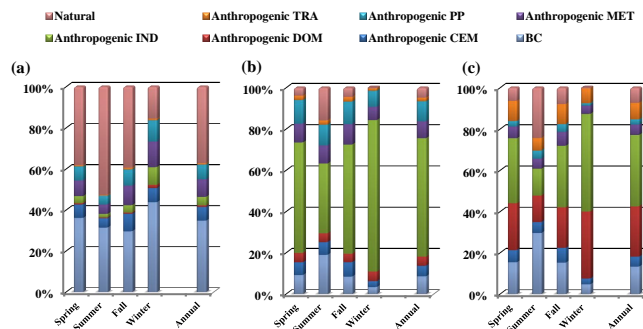 Natural Anthropogenic TRA Anthropogenic PP Anthropogenic MET
Anthropogenic IND Anthropogenic DOM Anthropogenic CEM BC
(a) (b) (c)
100% 100% 100%
80% 80% 80%
60% 60% 60%
40% 40% 40%
20% 20% 20%
0% 0% 0%
Spring Summer Fall Winter Annual Spring Summer Fall Winter Annual Spring Summer Fall Winter Annual